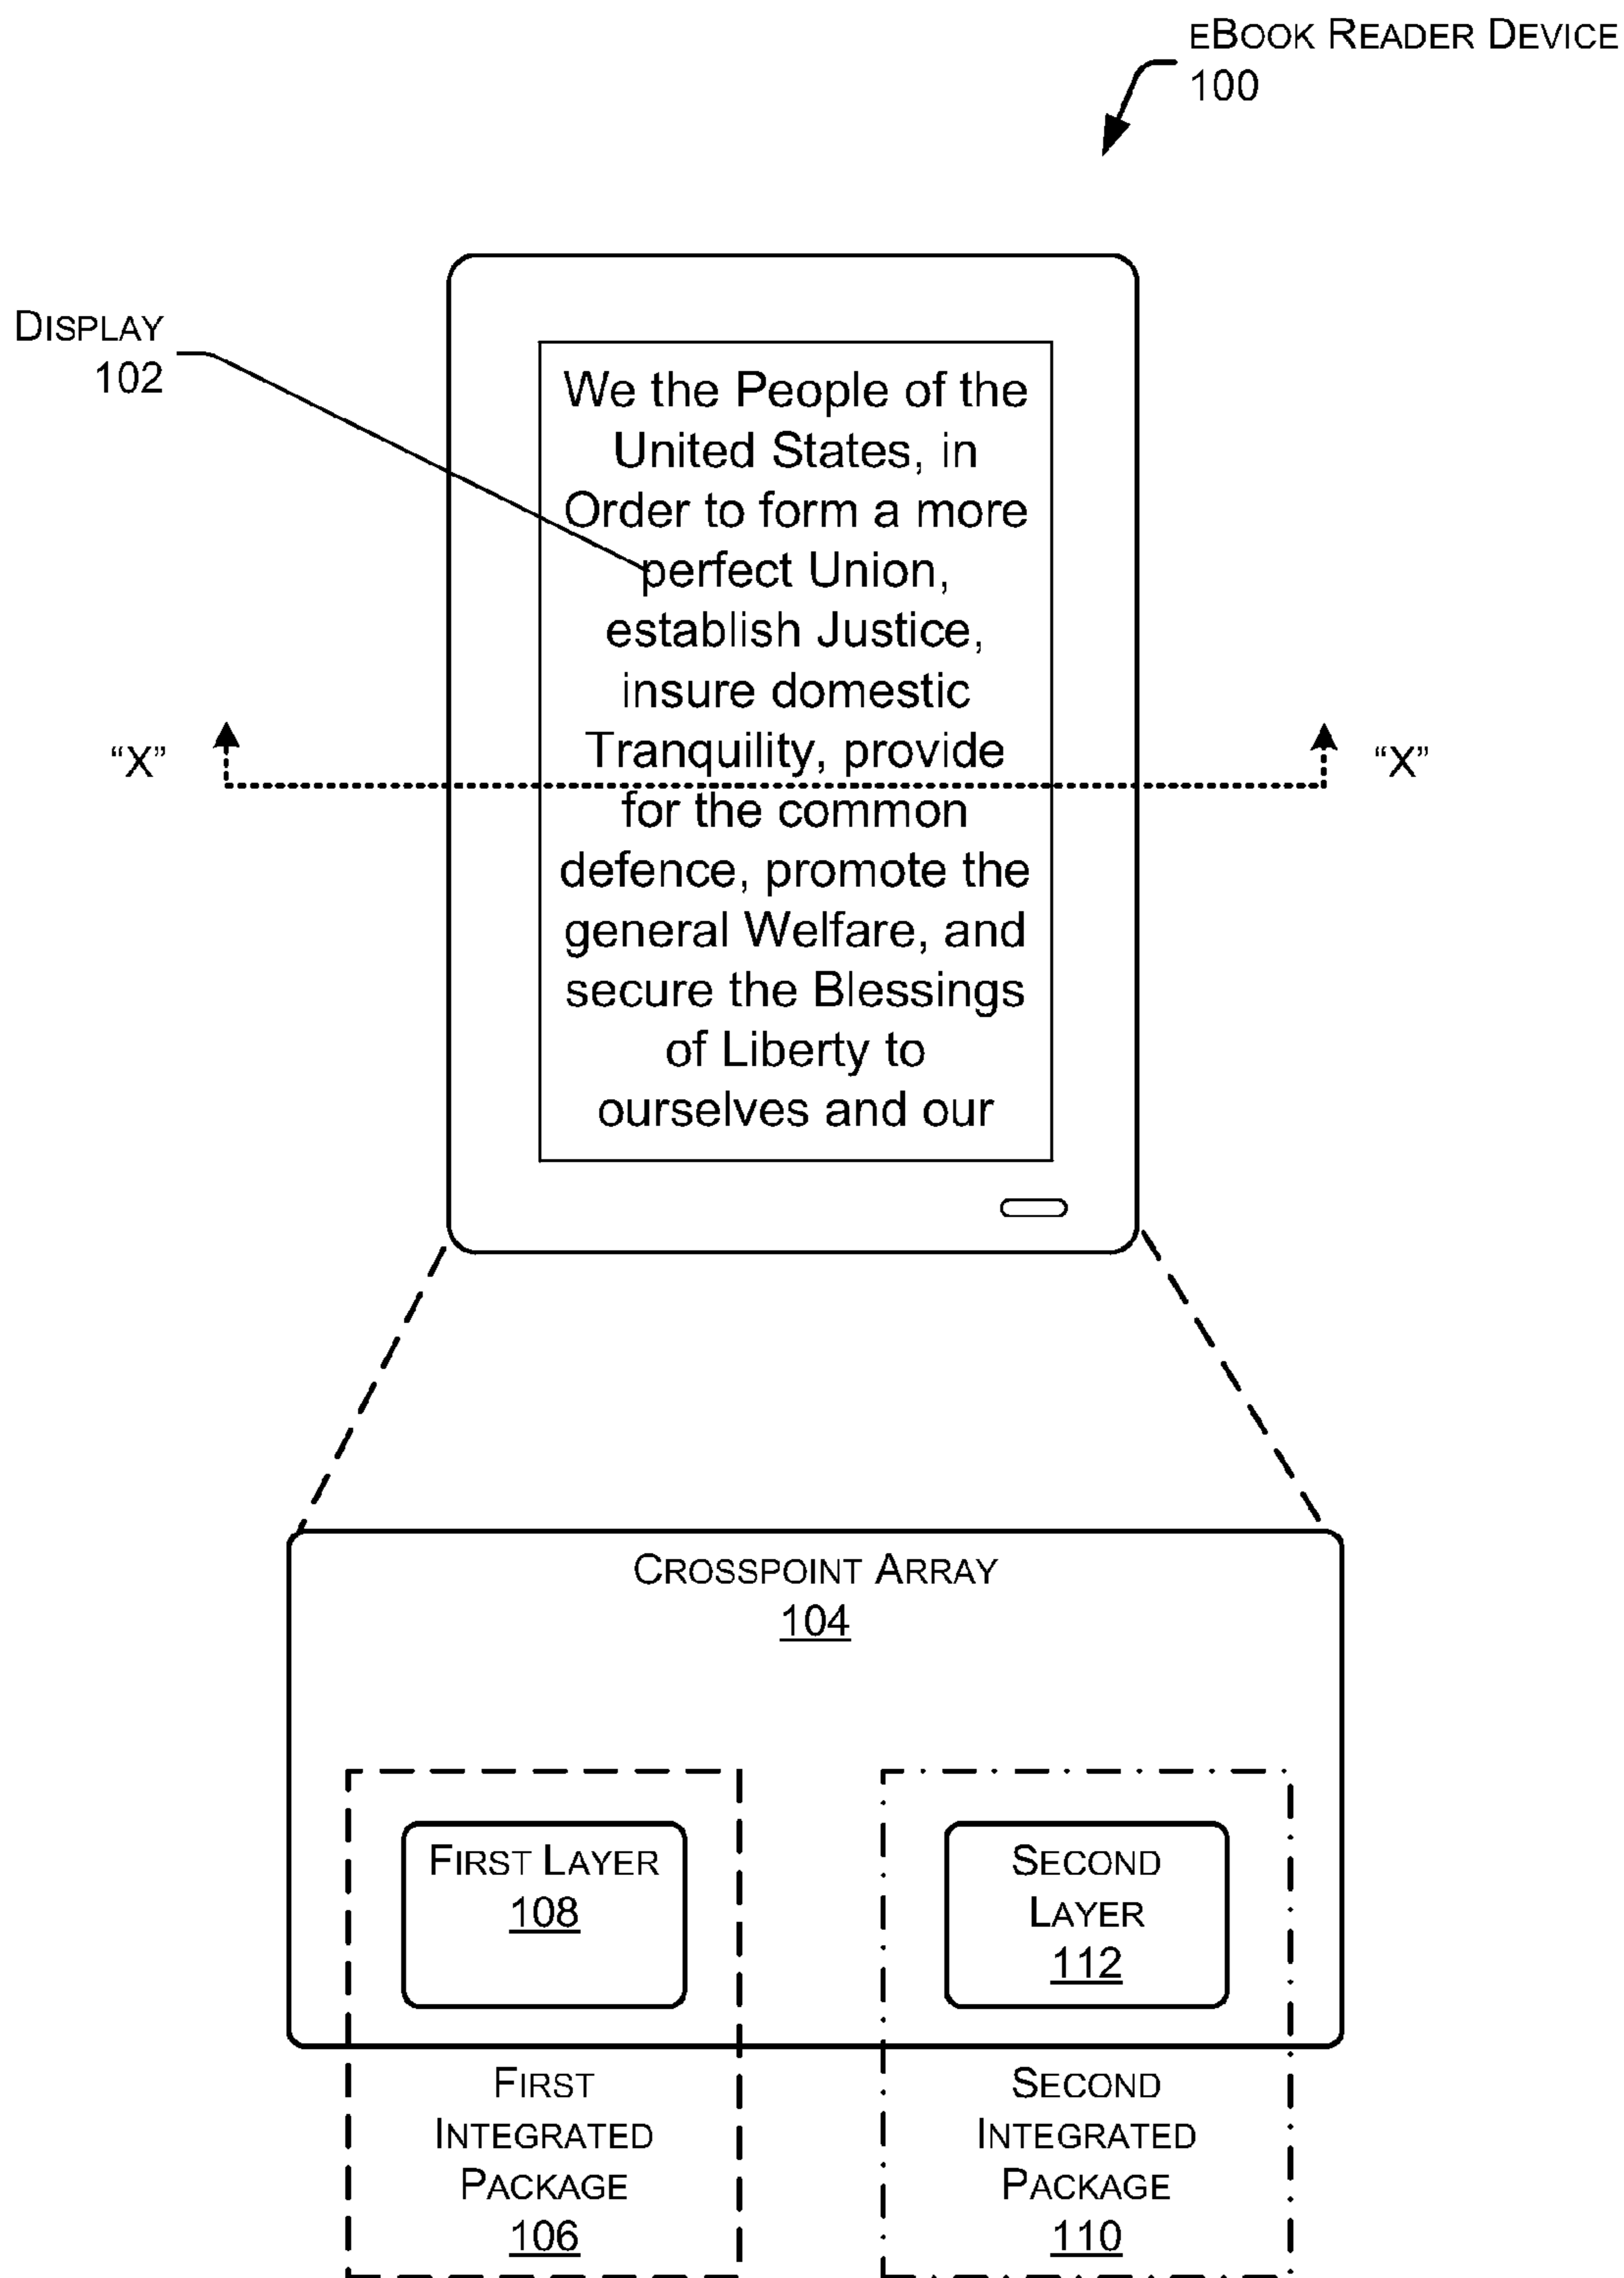 eBook Reader Device
100
Display
102
We the People of the
United States, in
Order to form a more
perfect Union,
establish Justice,
insure domestic
Tranquility, provide
for the common
defence, promote the
general Welfare, and
secure the Blessings
of Liberty to
ourselves and our
“X”
“X”
Crosspoint Array
104
First Layer
108
Second
Layer
112
First
Integrated
Package
106
Second
Integrated
Package
110